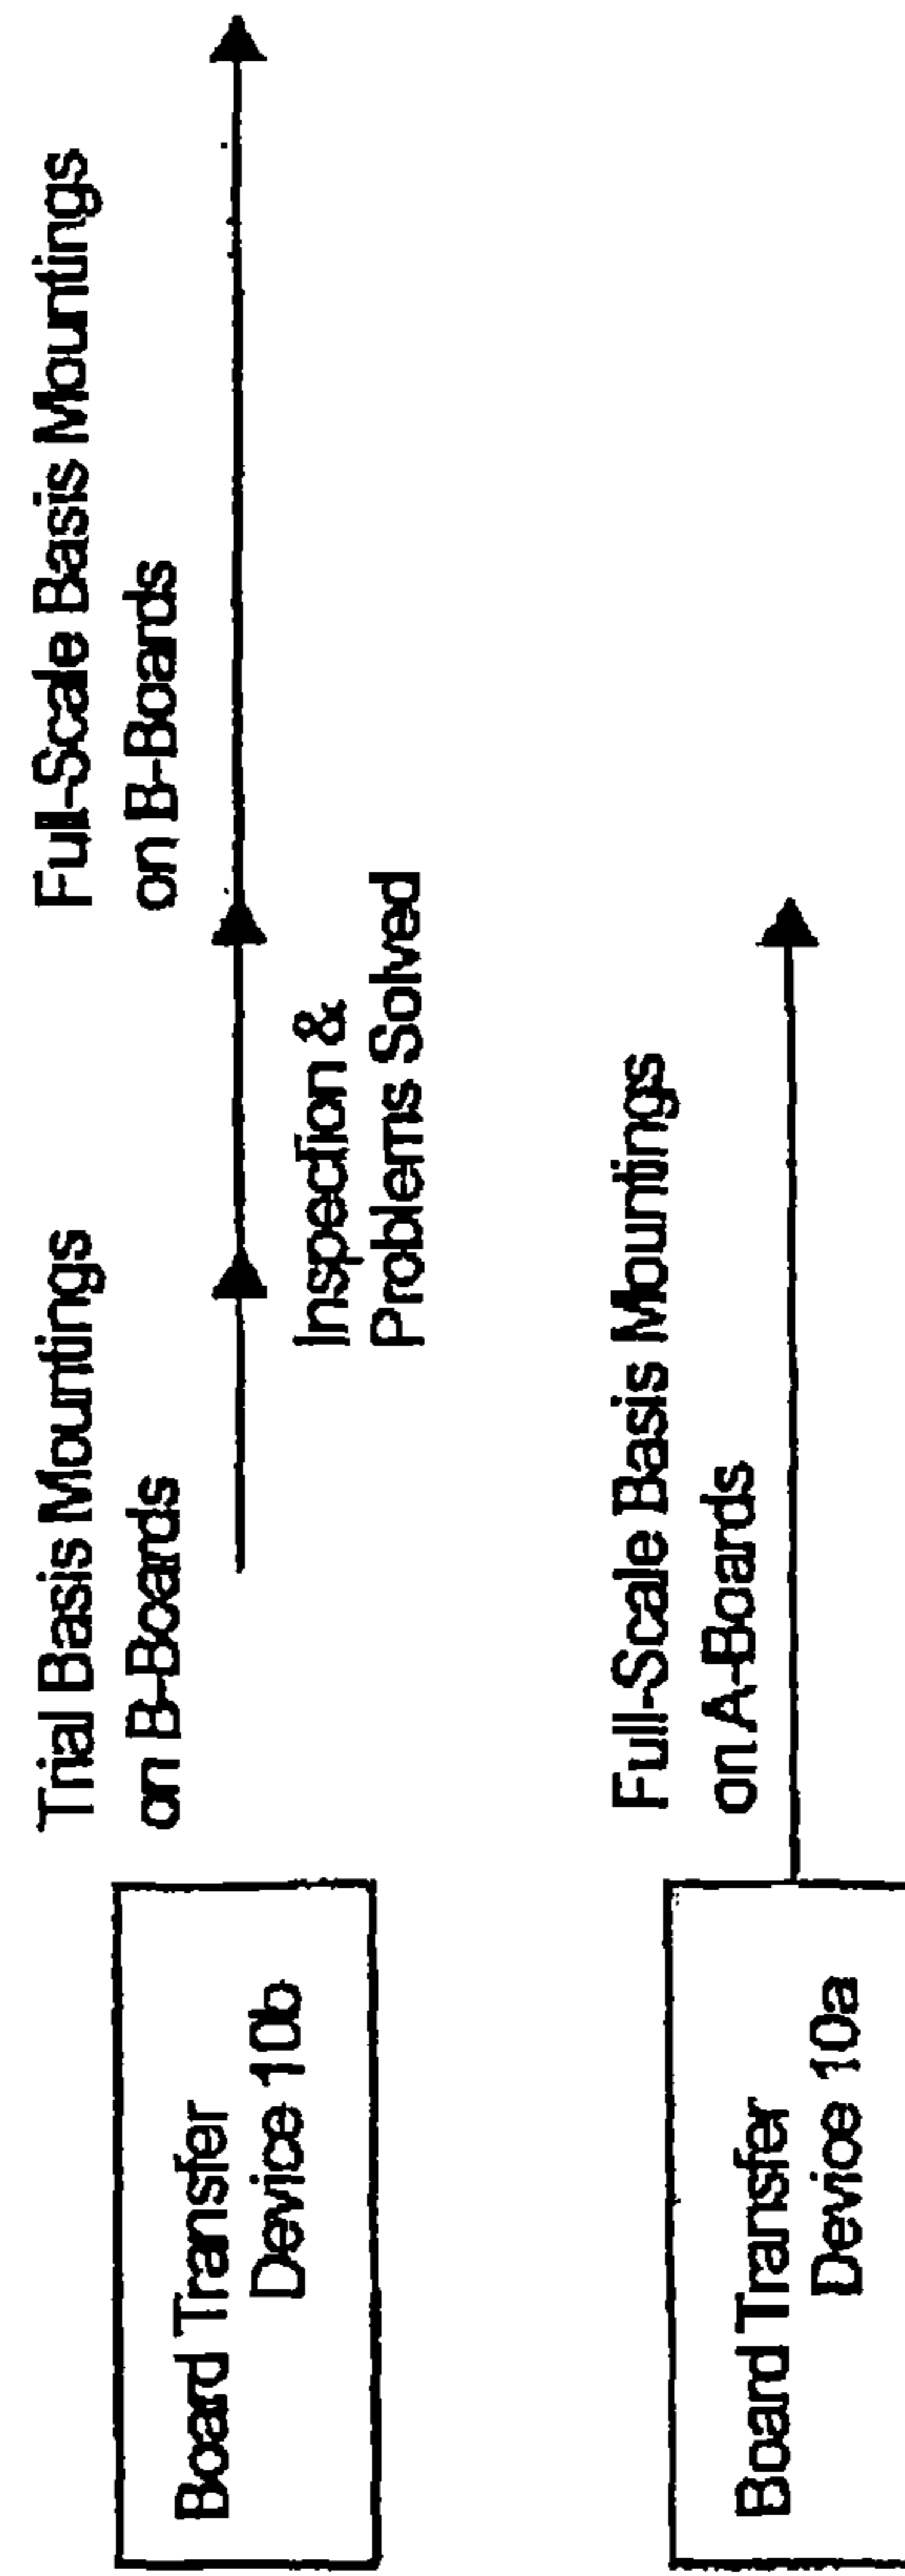 Board Transfer
Device 10b
Trial Basis Mountings
on B-Boards
Inspection &
Problems Solved
Full-Scale Basis Mountings
on B-Boards
Board Transfer
Device 10a
Full-Scale Basis Mountings
on A-Boards